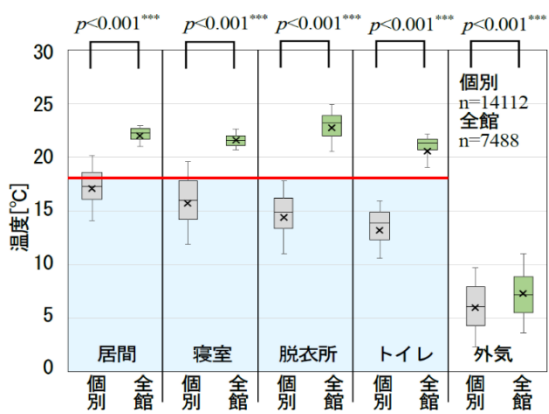 p<0.001*** p<0.001*** p<0.001*** p<0.001*** p<0.001***
30
25
20
15
10
5
0
温度[℃]
個別
n=14112
全館
n=7488
居間 寝室 脱衣所 トイレ 外気
個別 全館 個別 全館 個別 全館 個別 全館 個別 全館